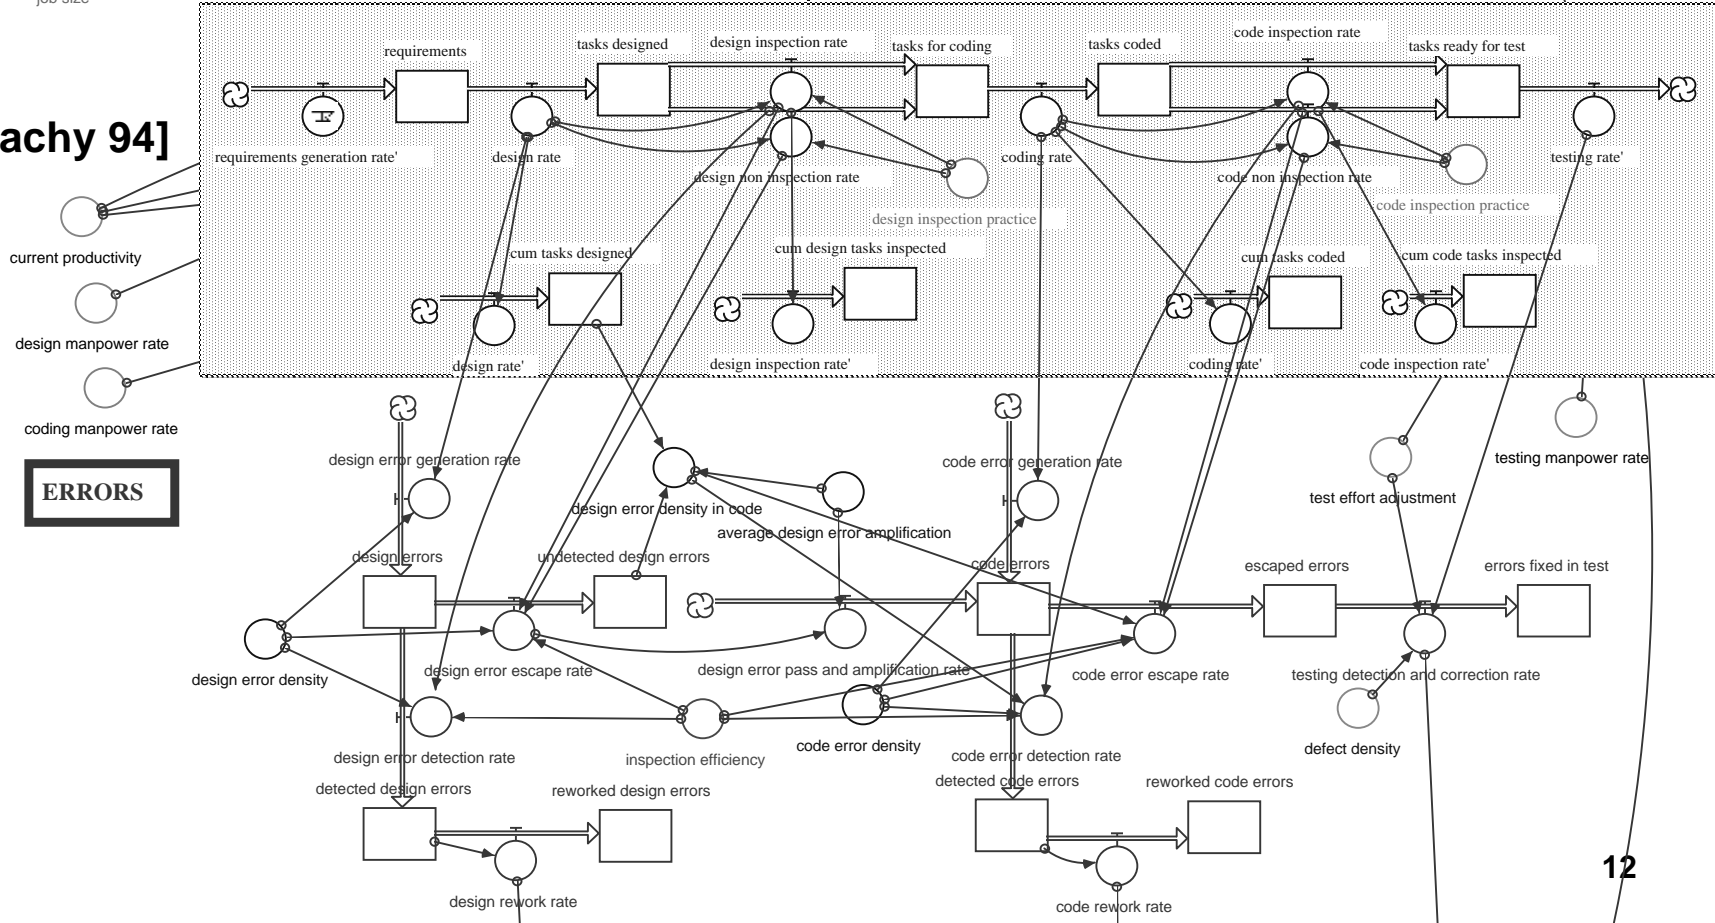 job size
requirements
tasks designed
design inspection rate
tasks for coding
tasks coded
code inspection rate
tasks ready for test
achy 94]
requirements generation rate'
design rate
design non inspection rate
coding rate
code non inspection rate
testing rate'
design inspection practice
code inspection practice
current productivity
cum tasks designed
cum design tasks inspected
cum tasks coded
cum code tasks inspected
design manpower rate
design rate'
design inspection rate'
coding rate'
code inspection rate'
coding manpower rate
design error generation rate
code error generation rate
testing manpower rate
ERRORS
test effort adjustment
design error density in code
average design error amplification
design errors
undetected design errors
code errors
escaped errors
errors fixed in test
design error density
design error escape rate
design error pass and amplification rate
code error escape rate
testing detection and correction rate
design error detection rate
inspection efficiency
code error density
code error detection rate
defect density
detected design errors
reworked design errors
detected code errors
reworked code errors
12
design rework rate
code rework rate